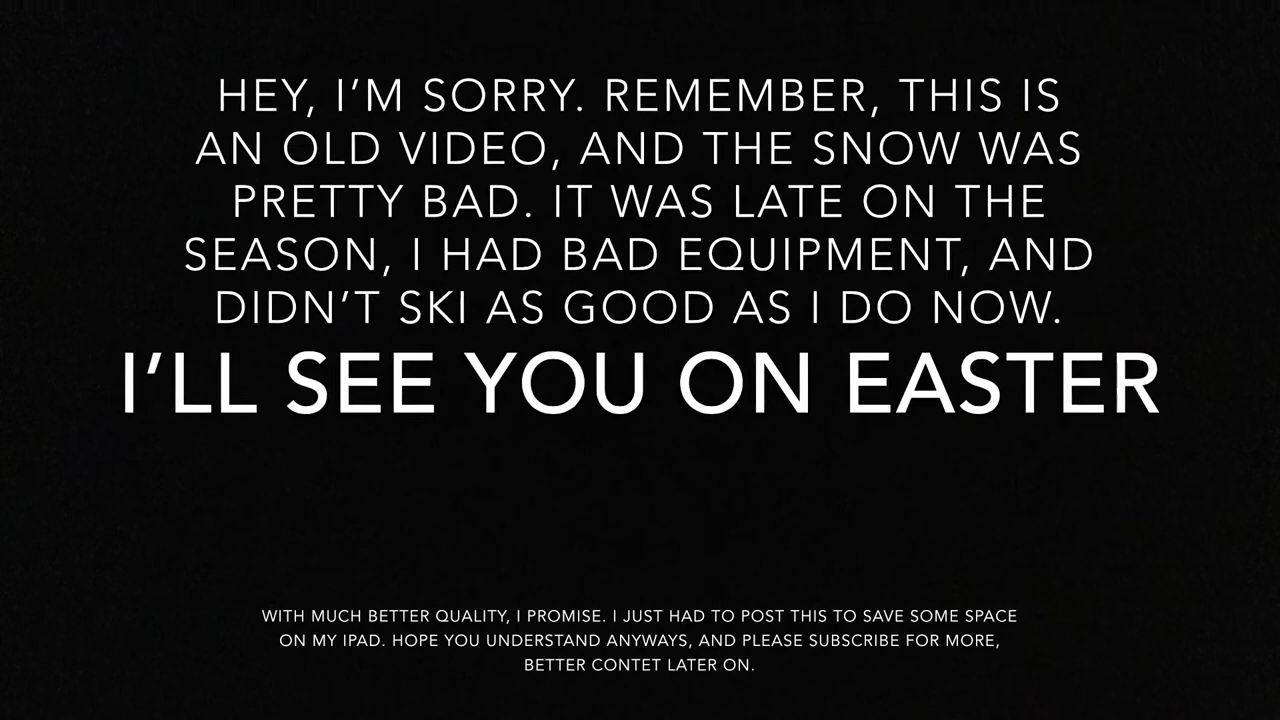 HEY, I’M SORRY. REMEMBER, THIS IS
AN OLD VIDEO, AND THE SNOW WAS
PRETTY BAD. IT WAS LATE ON THE
SEASON, I HAD BAD EQUIPMENT, AND
DIDN’T SKI AS GOOD AS I DO NOW.
I’LL SEE YOU ON EASTER
WITH MUCH BETTER QUALITY, I PROMISE. I JUST HAD TO POST THIS TO SAVE SOME SPACE
ON MY IPAD. HOPE YOU UNDERSTAND ANYWAYS, AND PLEASE SUBSCRIBE FOR MORE,
BETTER CONTET LATER ON.